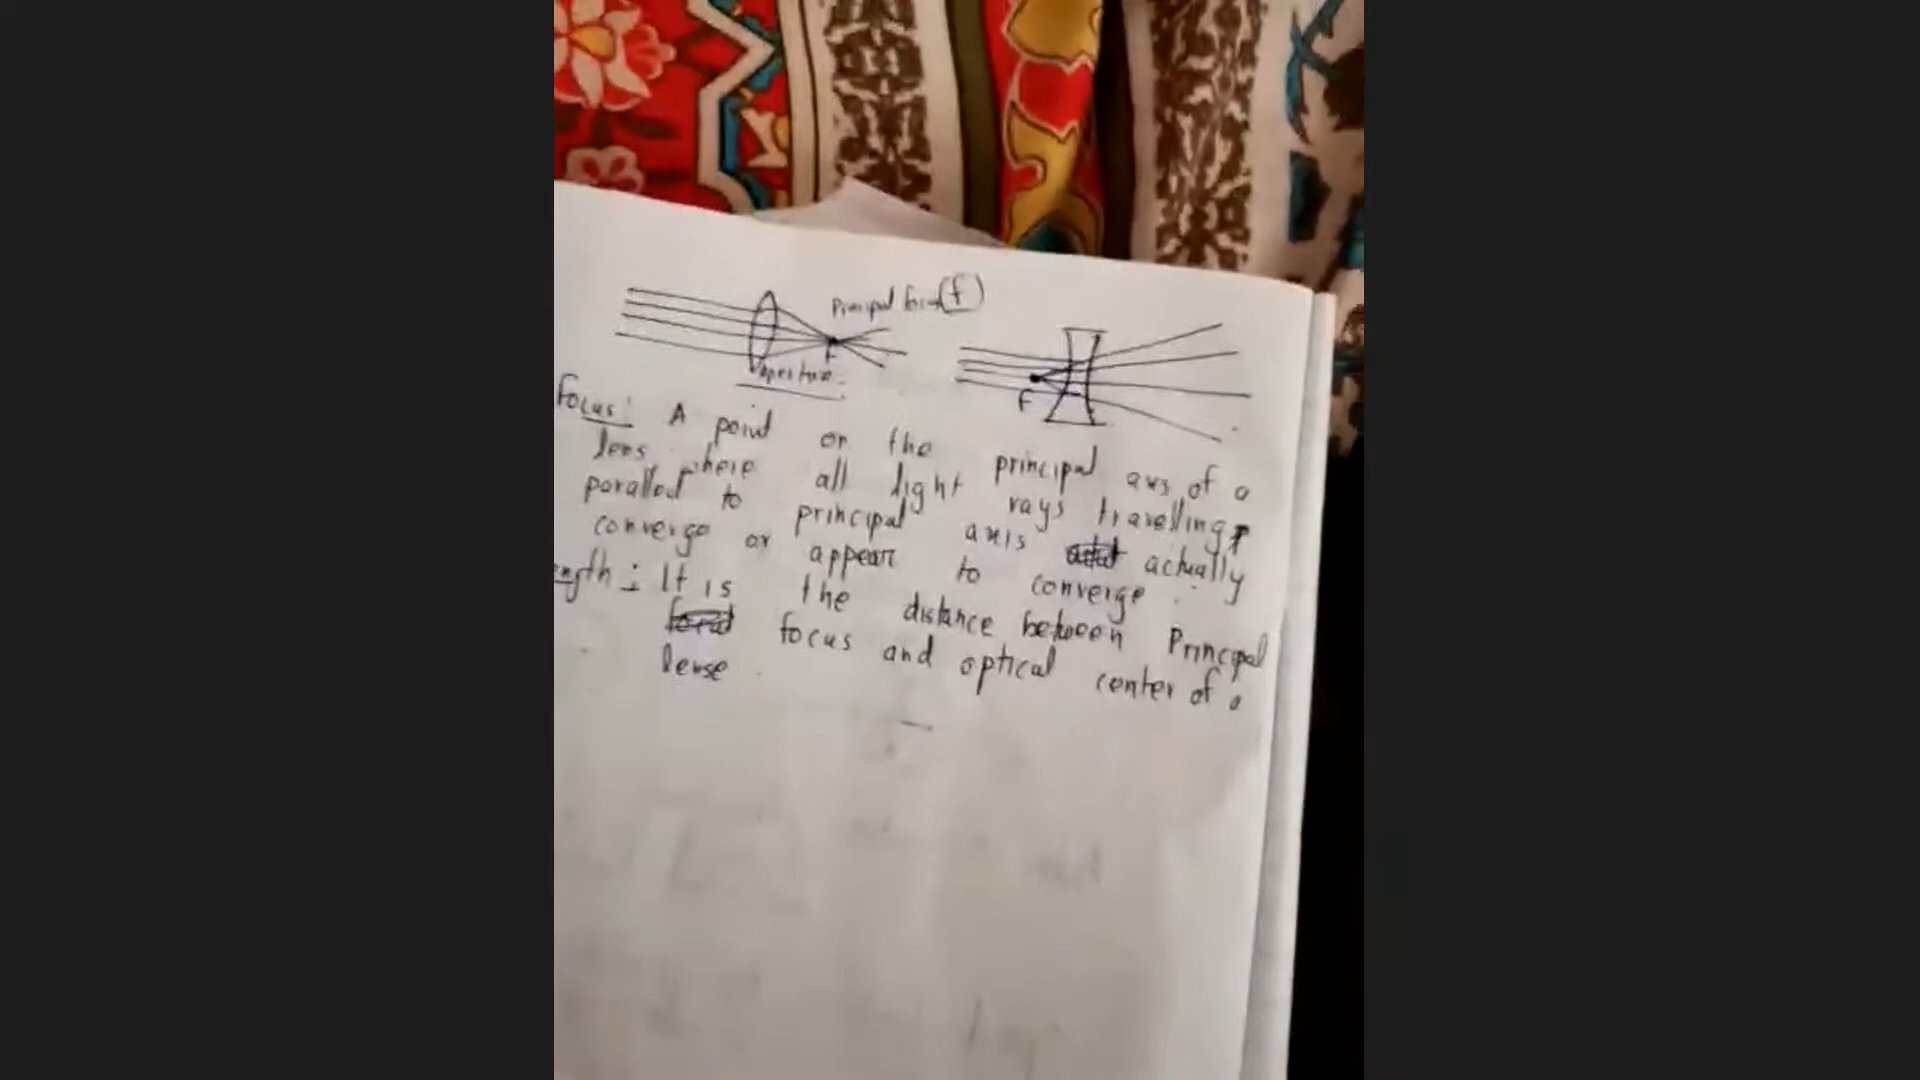 Principal focus (f)
F
Aperture
F
Focus: A point on the principal axis of a
lens where all light rays travelling
parallel to principal axis actually
converge or appear to converge.
ength: It is the distance between Principal
focus and optical center of a
lense.